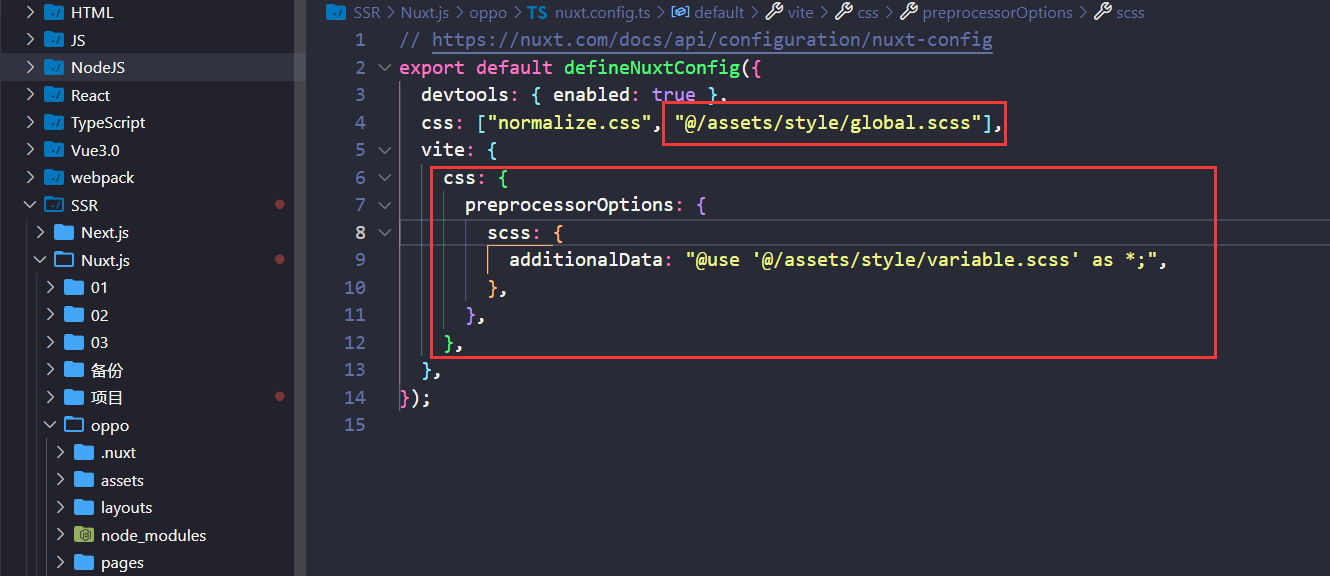 HTML
JS
NodeJS
React
TypeScript
Vue3.0
webpack
SSR
Next.js
Nuxt.js
01
02
03
备份
项目
oppo
.nuxt
assets
layouts
node_modules
pages
SSR > Nuxt.js > oppo > TS nuxt.config.ts > default > vite > css > preprocessorOptions > scss
1 // https://nuxt.com/docs/api/configuration/nuxt-config
2 export default defineNuxtConfig({
3 devtools: { enabled: true },
4 css: ["normalize.css", "@/assets/style/global.scss"],
5 vite: {
6 css: {
7 preprocessorOptions: {
8 scss: {
9 additionalData: "@use '@/assets/style/variable.scss' as *;",
10 },
11 },
12 },
13 },
14 });
15